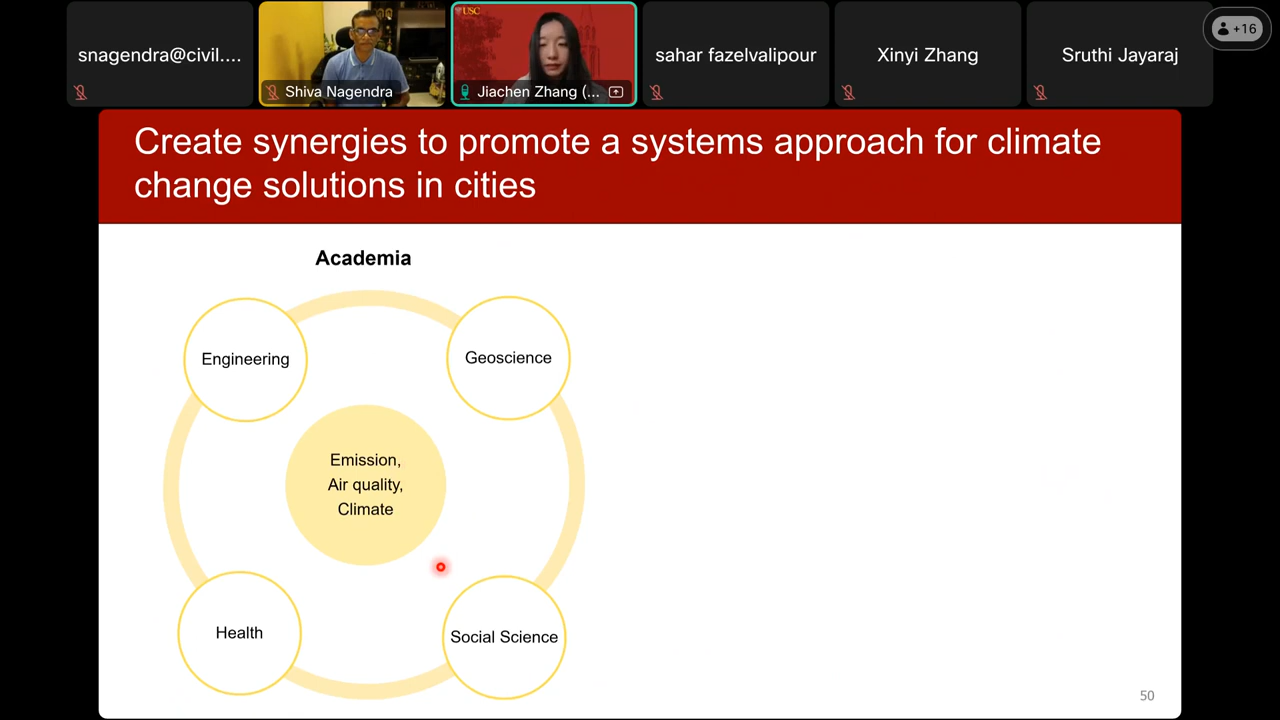 snagendra@civil....
Shiva Nagendra
USC
Jiachen Zhang (...
sahar fazelvalipour
Xinyi Zhang
Sruthi Jayaraj
+16
Create synergies to promote a systems approach for climate
change solutions in cities
Academia
Engineering
Geoscience
Emission,
Air quality,
Climate
Health
Social Science
50